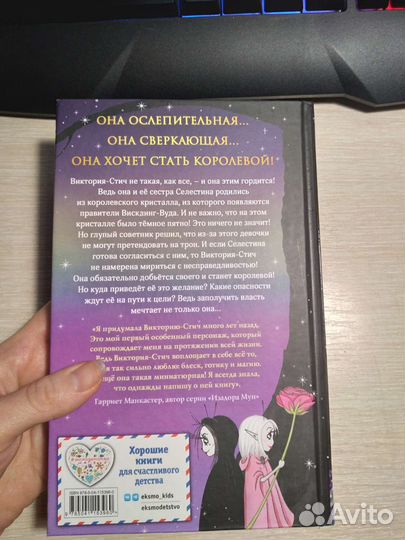 ОНА ОСЛЕПИТЕЛЬНАЯ...
ОНА СВЕРКАЮЩАЯ...
ОНА ХОЧЕТ СТАТЬ КОРОЛЕВОЙ!
Виктория-Стич не такая, как все, – и она этим гордится!
Ведь она и её сестра Селестина родились
из королевского кристалла, из которого появляются
правители Вискдинг-Вуда. И не важно, что на этом
кристалле было тёмное пятно! Это ничего не значит!
Но глупый советник решил, что из-за этого девочки
не могут претендовать на трон. И если Селестина
готова согласиться с ним, то Виктория-Стич
не намерена мириться с несправедливостью!
Она обязательно добьётся своего и станет королевой!
Но куда приведёт её это желание? Какие опасности
ждут её на пути к цели? Ведь заполучить власть
мечтает не только она...
«Я придумала Викторию-Стич много лет назад.
Это мой первый особенный персонаж, который
сопровождает меня на протяжении всей жизни.
Ведь Виктория-Стич воплощает в себе всё то,
что я так сильно люблю: блеск, готику и магию.
А ещё она такая миниатюрная! Я всегда знала,
что однажды напишу о ней книгу».
Гарриет Манкастер, автор серии «Изадора Мун»
Хорошие
книги
для счастливого
детства
eksmo_kids
eksmodetstvo
Avito